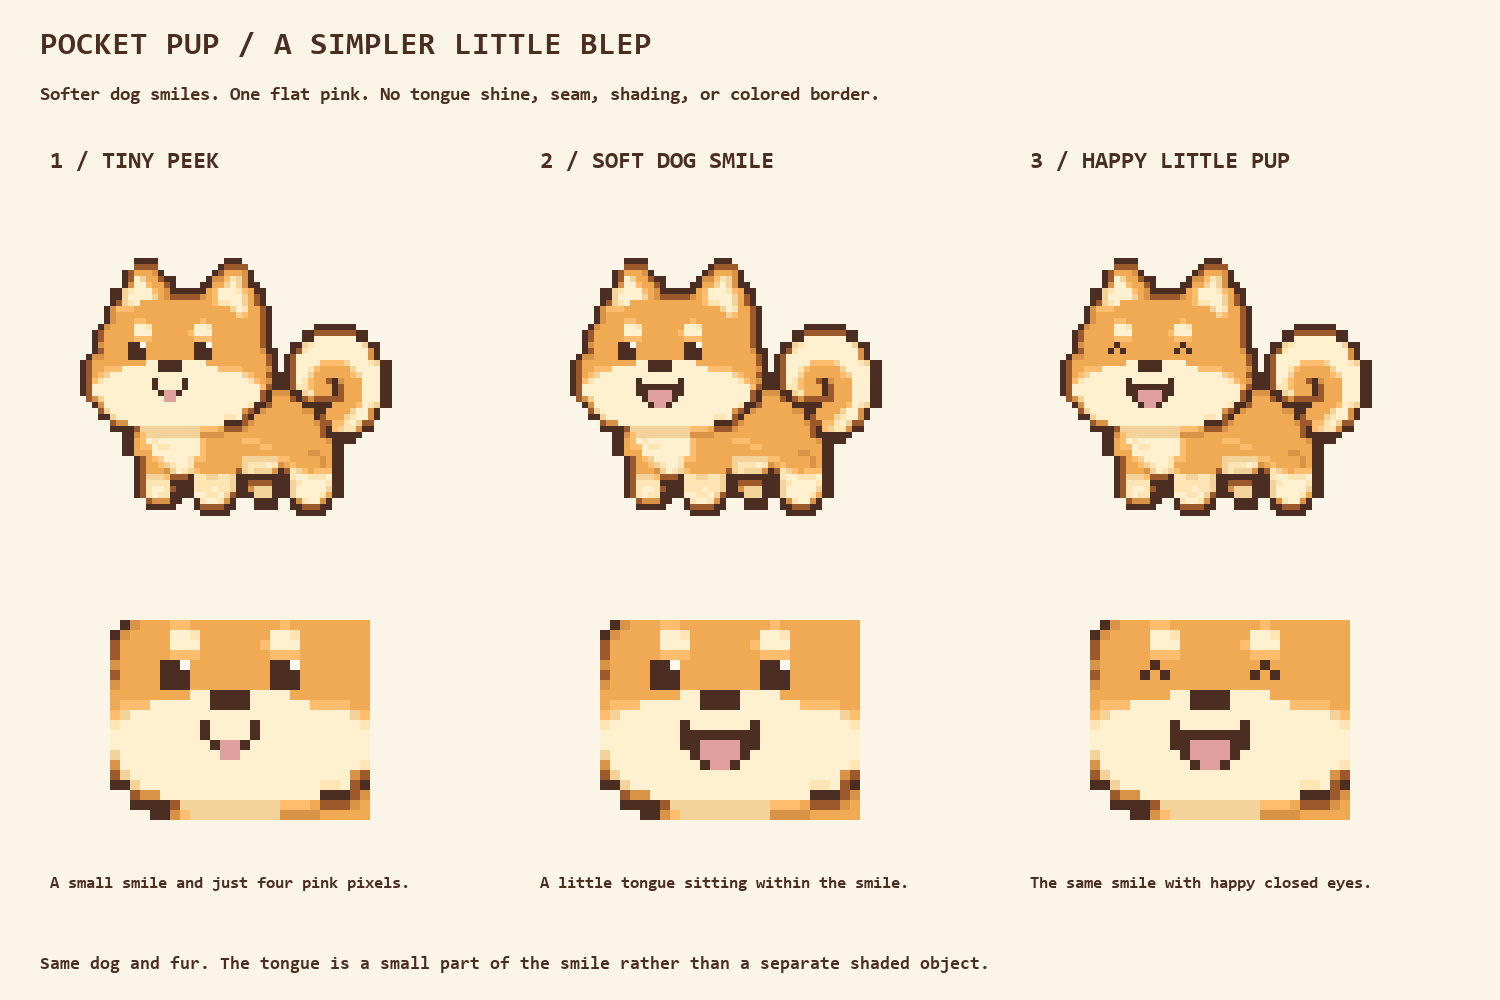 POCKET PUP / A SIMPLER LITTLE BLEP
Softer dog smiles. One flat pink. No tongue shine, seam, shading, or colored border.
1 / TINY PEEK
2 / SOFT DOG SMILE
3 / HAPPY LITTLE PUP
A small smile and just four pink pixels.
A little tongue sitting within the smile.
The same smile with happy closed eyes.
Same dog and fur. The tongue is a small part of the smile rather than a separate shaded object.